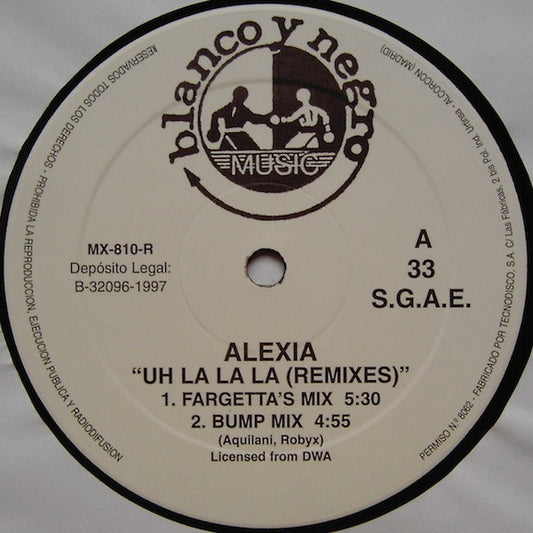 blanco y negro
MUSIC
MX-810-R
Depósito Legal:
B-32096-1997
A
33
S.G.A.E.
ALEXIA
“UH LA LA LA (REMIXES)”
1. FARGETTA'S MIX 5:30
2. BUMP MIX 4:55
(Aquilani, Robyx)
Licensed from DWA
RESERVADOS TODOS LOS DERECHOS - PROHIBIDA LA REPRODUCCION, EJECUCION PUBLICA Y RADIODIFUSION
PERMISO N.º 6062 - FABRICADO POR TECNODISCO, S.A. C/ Las Fábricas, 2 bis Pol. Ind. Urtinsa - ALCORCON (MADRID)